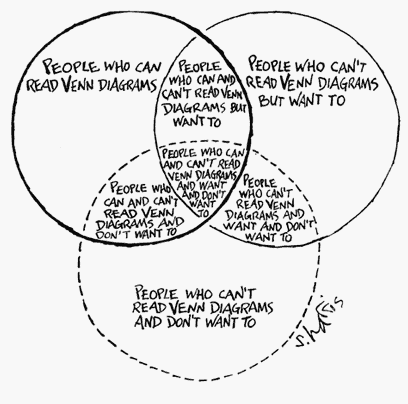 PEOPLE WHO CAN
READ VENN DIAGRAMS
PEOPLE
WHO CAN AND
CAN'T READ VENN
DIAGRAMS BUT
WANT TO
PEOPLE WHO CAN'T
READ VENN DIAGRAMS
BUT WANT TO
PEOPLE WHO CAN
AND CAN'T READ
VENN DIAGRAMS
AND WANT
AND DON'T
WANT
TO
PEOPLE WHO
CAN AND CAN'T
READ VENN
DIAGRAMS AND
DON'T WANT TO
PEOPLE
WHO CAN'T
READ VENN
DIAGRAMS AND
WANT AND DON'T
WANT TO
PEOPLE WHO CAN'T
READ VENN DIAGRAMS
AND DON'T WANT TO
S. HARRIS